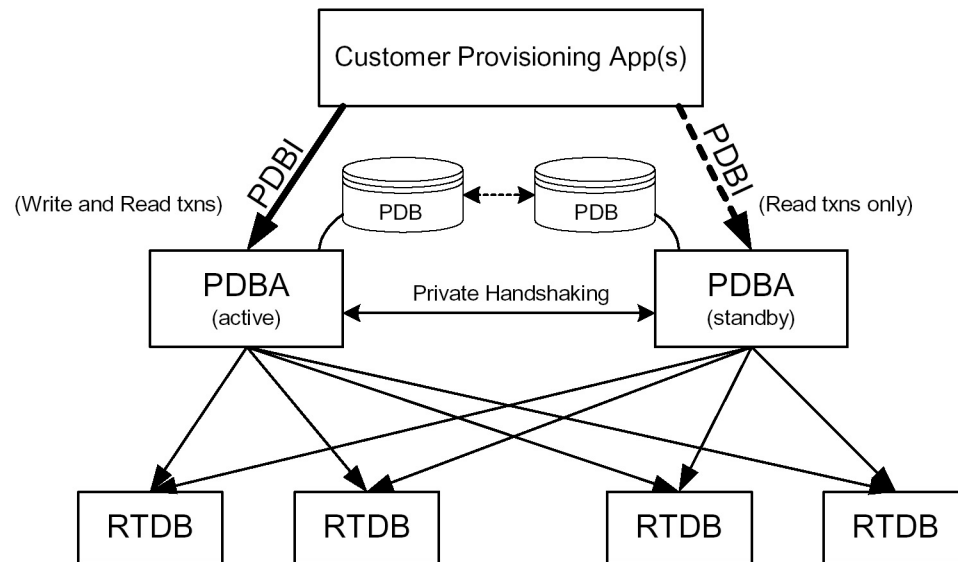 Customer Provisioning App(s)
PDBI
PDBI
(Write and Read txns)
PDB
PDB
(Read txns only)
PDBA
(active)
Private Handshaking
PDBA
(standby)
RTDB
RTDB
RTDB
RTDB